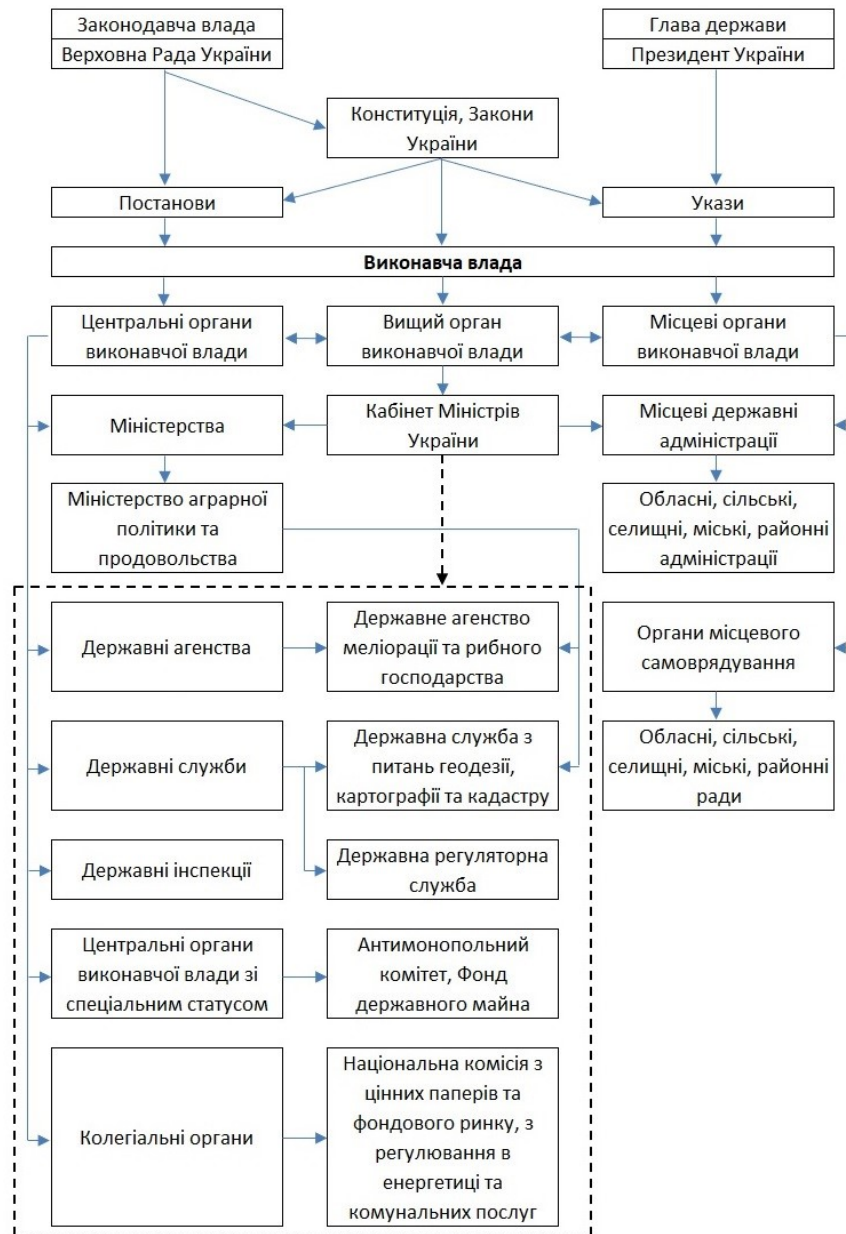 Законодавча влада
Верховна Рада України
Глава держави
Президент України
Конституція, Закони
України
Постанови
Укази
Виконавча влада
Центральні органи
виконавчої влади
Вищий орган
виконавчої влади
Місцеві органи
виконавчої влади
Міністерства
Кабінет Міністрів
України
Місцеві державні
адміністрації
Міністерство аграрної
політики та
продовольства
Обласні, сільські,
селищні, міські, районні
адміністрації
Державні агенства
Державне агенство
меліорації та рибного
господарства
Органи місцевого
самоврядування
Державні служби
Державна служба з
питань геодезії,
картографії та кадастру
Обласні, сільські,
селищні, міські, районні
ради
Державні інспекції
Державна регуляторна
служба
Центральні органи
виконавчої влади зі
спеціальним статусом
Антимонопольний
комітет, Фонд
державного майна
Колегіальні органи
Національна комісія з
цінних паперів та
фондового ринку, з
регулювання в
енергетиці та
комунальних послуг